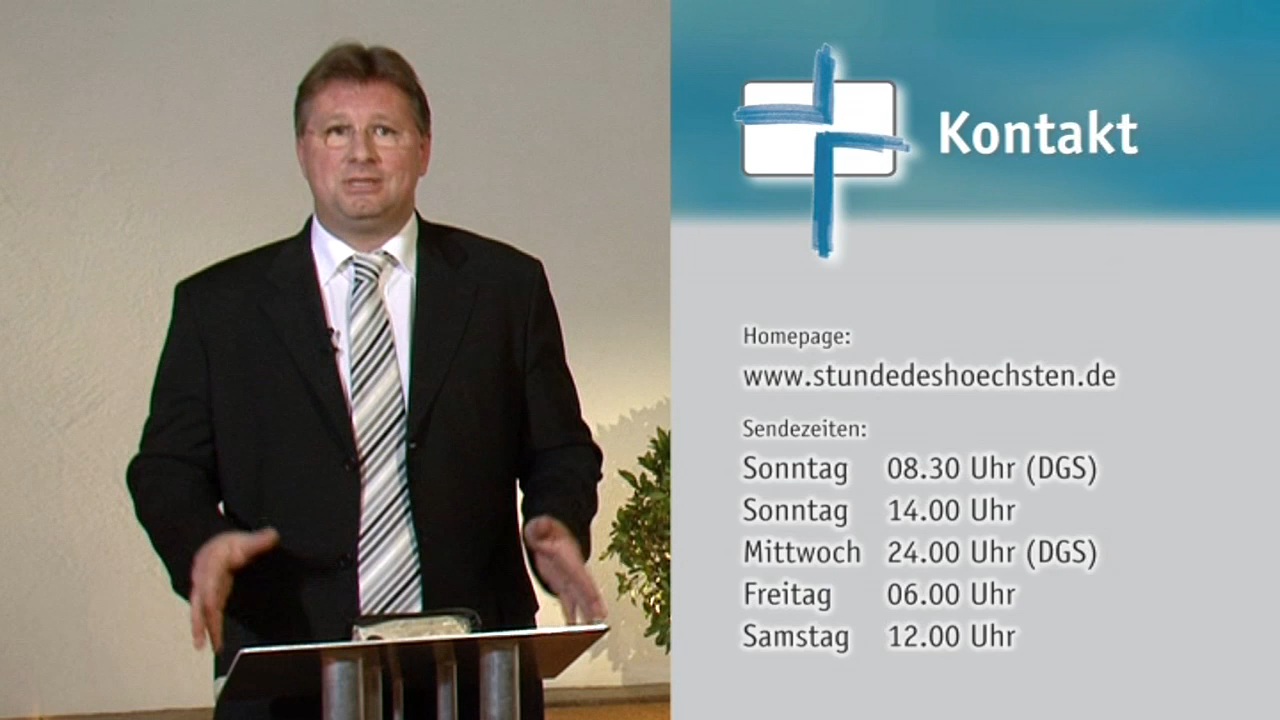 Kontakt
Homepage:
www.stundedeshoechsten.de
Sendezeiten:
Sonntag 08.30 Uhr (DGS)
Sonntag 14.00 Uhr
Mittwoch 24.00 Uhr (DGS)
Freitag 06.00 Uhr
Samstag 12.00 Uhr